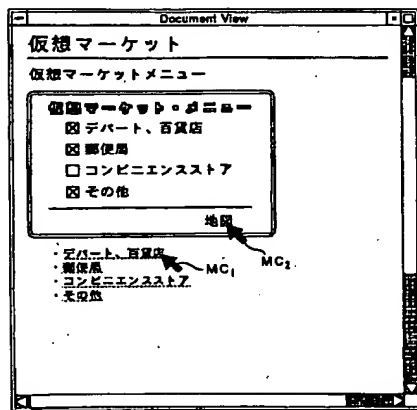 Document View
仮想マーケット
仮想マーケットメニュー
仮想マーケット・メニュー
☒ デパート、百貨店
☒ 郵便局
☐ コンビニエンスストア
☒ その他
地図
MC₂
・デパート、百貨店
MC₁
・郵便局
・コンビニエンスストア
・その他